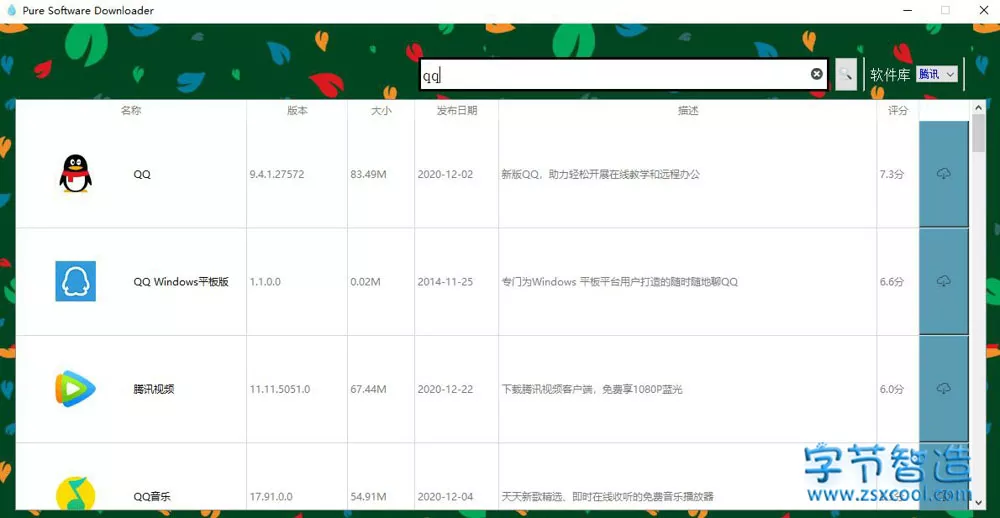 Pure Software Downloader
qq
软件库 腾讯
名称 版本 大小 发布日期 描述 评分
QQ 9.4.1.27572 83.49M 2020-12-02 新版QQ，助力轻松开展在线教学和远程办公 7.3分
QQ Windows平板版 1.1.0.0 0.02M 2014-11-25 专门为Windows 平板平台用户打造的随时随地聊QQ 6.6分
腾讯视频 11.11.5051.0 67.44M 2020-12-22 下载腾讯视频客户端，免费享1080P蓝光 6.0分
QQ音乐 17.91.0.0 54.91M 2020-12-04 天天新歌精选、即时在线收听的免费音乐播放器
字节智造
www.zsxcool.com